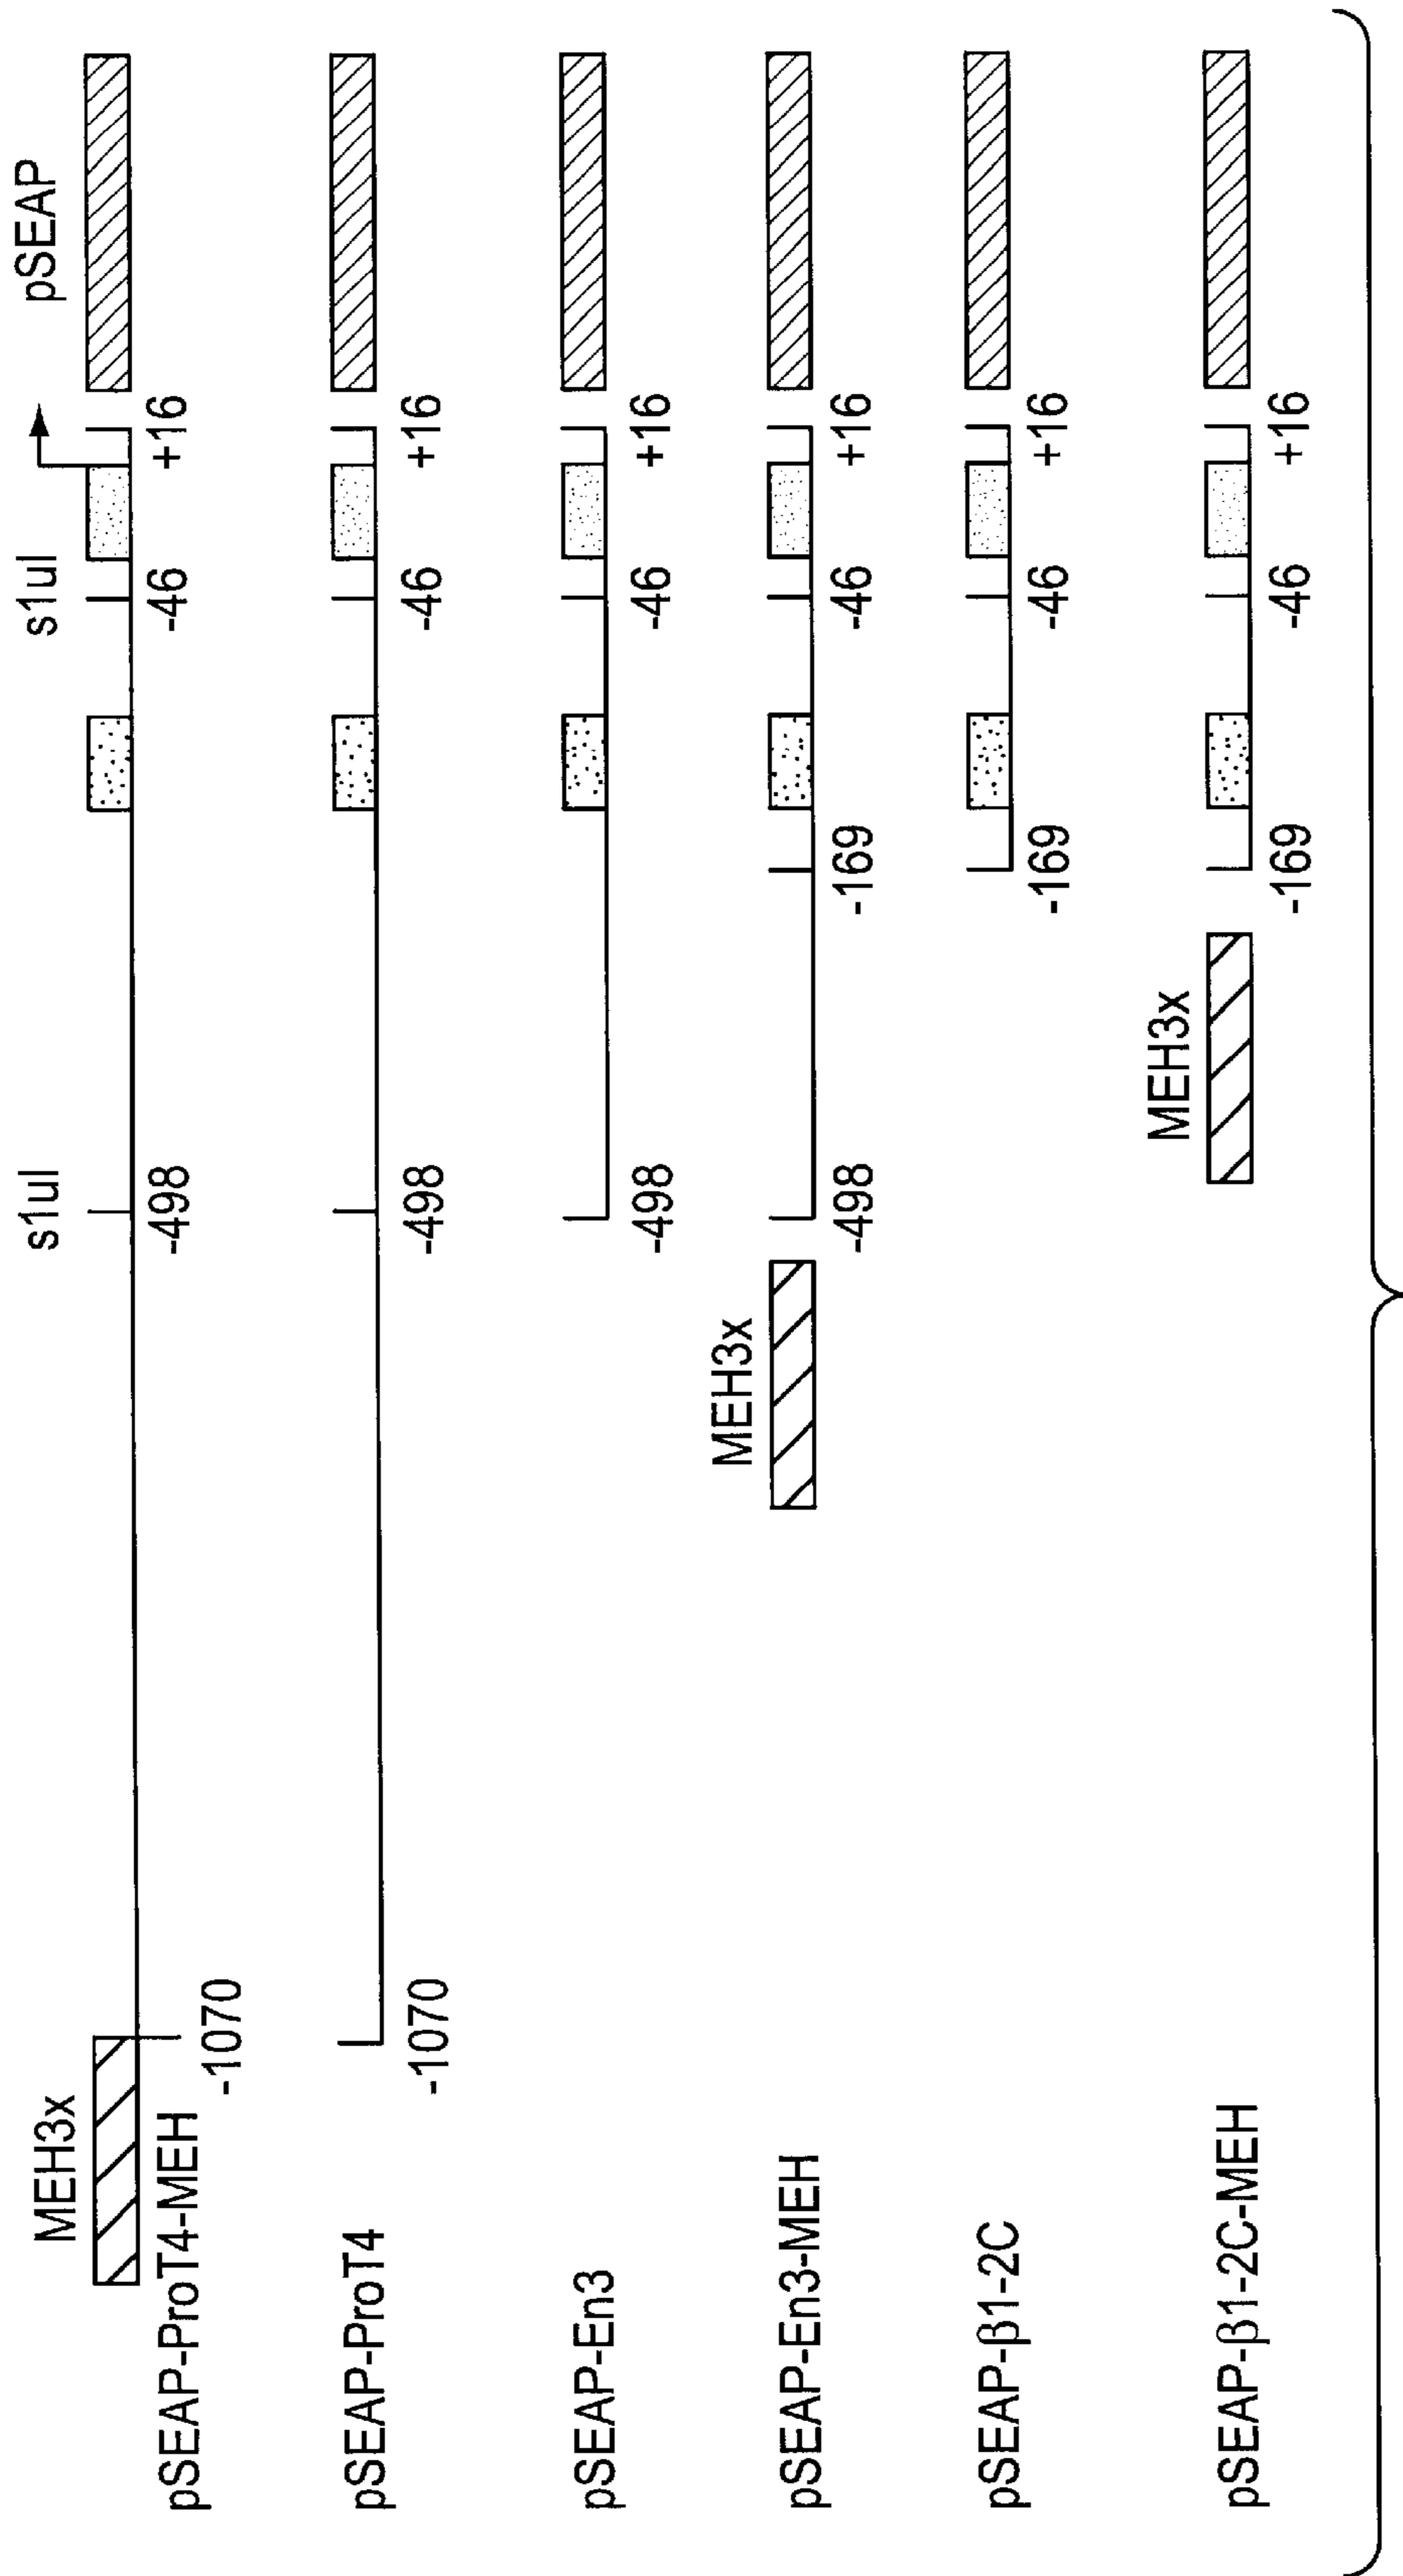 MEH3x s1ul s1ul pSEAP
pSEAP-ProT4-MEH -1070 -498 -46 +16
pSEAP-ProT4 -1070 -498 -46 +16
pSEAP-En3 -498 -46 +16
MEH3x
pSEAP-En3-MEH -498 -169 -46 +16
pSEAP-β1-2C -169 -46 +16
MEH3x
pSEAP-β1-2C-MEH -169 -46 +16